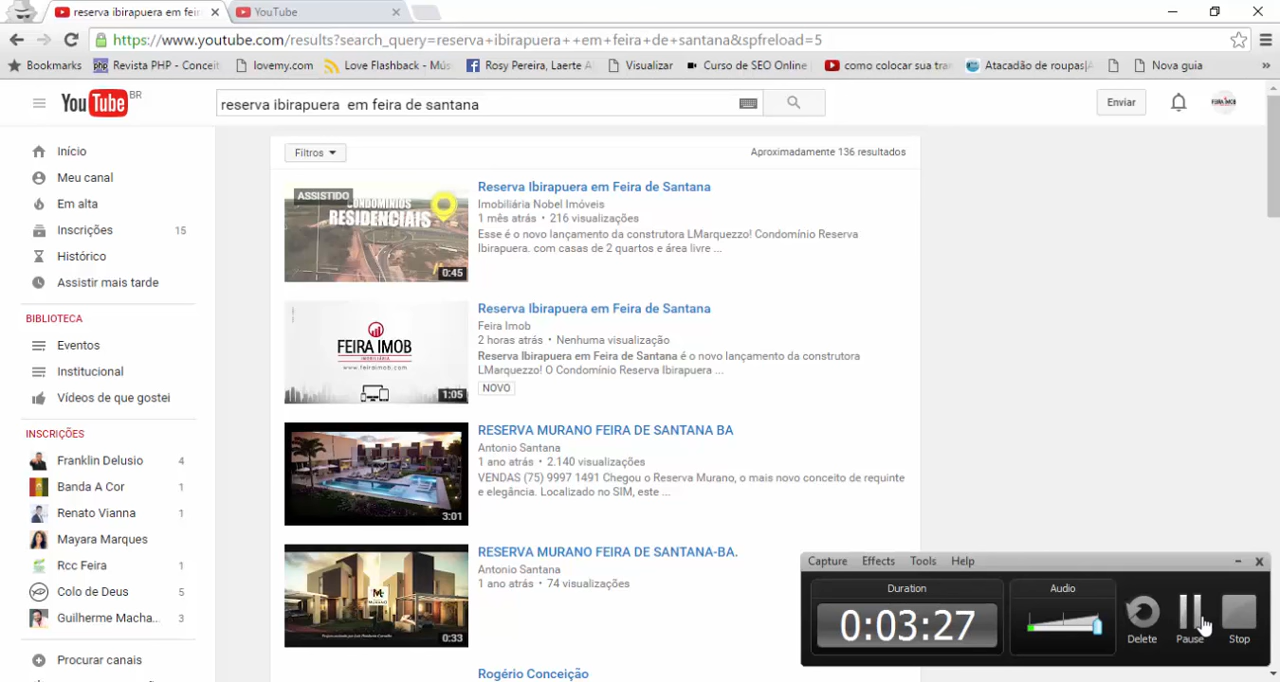 reserva ibirapuera em feir
YouTube
https://www.youtube.com/results?search_query=reserva+ibirapuera++em+feira+de+santana&spfreload=5
Bookmarks
php Revista PHP - Conceit
lovemy.com
Love Flashback - Mús
Rosy Pereira, Laerte A
Visualizar
Curso de SEO Online
como colocar sua tran
Atacadão de roupas|
Nova guia
YouTube BR
reserva ibirapuera  em feira de santana
Enviar
FEIRA IMOB
Início
Meu canal
Em alta
Inscrições 15
Histórico
Assistir mais tarde
BIBLIOTECA
Eventos
Institucional
Vídeos de que gostei
INSCRIÇÕES
Franklin Delusio 4
Banda A Cor 1
Renato Vianna 1
Mayara Marques
Rcc Feira 1
Colo de Deus 5
Guilherme Macha... 3
Procurar canais
Filtros
Aproximadamente 136 resultados
ASSISTIDO
CONDOMÍNIOS
RESIDENCIAIS
0:45
Reserva Ibirapuera em Feira de Santana
Imobiliária Nobel Imóveis
1 mês atrás • 216 visualizações
Esse é o novo lançamento da construtora LMarquezzo! Condomínio Reserva
Ibirapuera. com casas de 2 quartos e área livre ...
FEIRA IMOB
IMOBILIÁRIA
www.feiraimob.com
1:05
Reserva Ibirapuera em Feira de Santana
Feira Imob
2 horas atrás • Nenhuma visualização
Reserva Ibirapuera em Feira de Santana é o novo lançamento da construtora
LMarquezzo! O Condomínio Reserva Ibirapuera ...
NOVO
3:01
RESERVA MURANO FEIRA DE SANTANA BA
Antonio Santana
1 ano atrás • 2.140 visualizações
VENDAS (75) 9997 1491 Chegou o Reserva Murano, o mais novo conceito de requinte
e elegância. Localizado no SIM, este ...
0:33
RESERVA MURANO FEIRA DE SANTANA-BA.
Antonio Santana
1 ano atrás • 74 visualizações
Rogério Conceição
Capture
Effects
Tools
Help
Duration
0:03:27
Audio
Delete
Pause
Stop